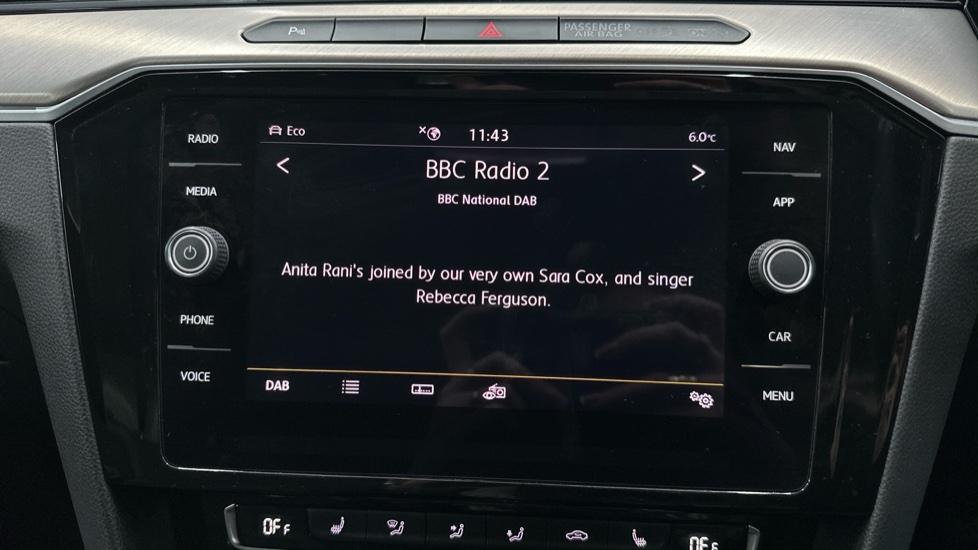 PASSENGER
AIR BAG
RADIO
MEDIA
PHONE
VOICE
Eco
11:43
6.0°C
BBC Radio 2
BBC National DAB
Anita Rani's joined by our very own Sara Cox, and singer
Rebecca Ferguson.
DAB
NAV
APP
CAR
MENU
OFF
OFF